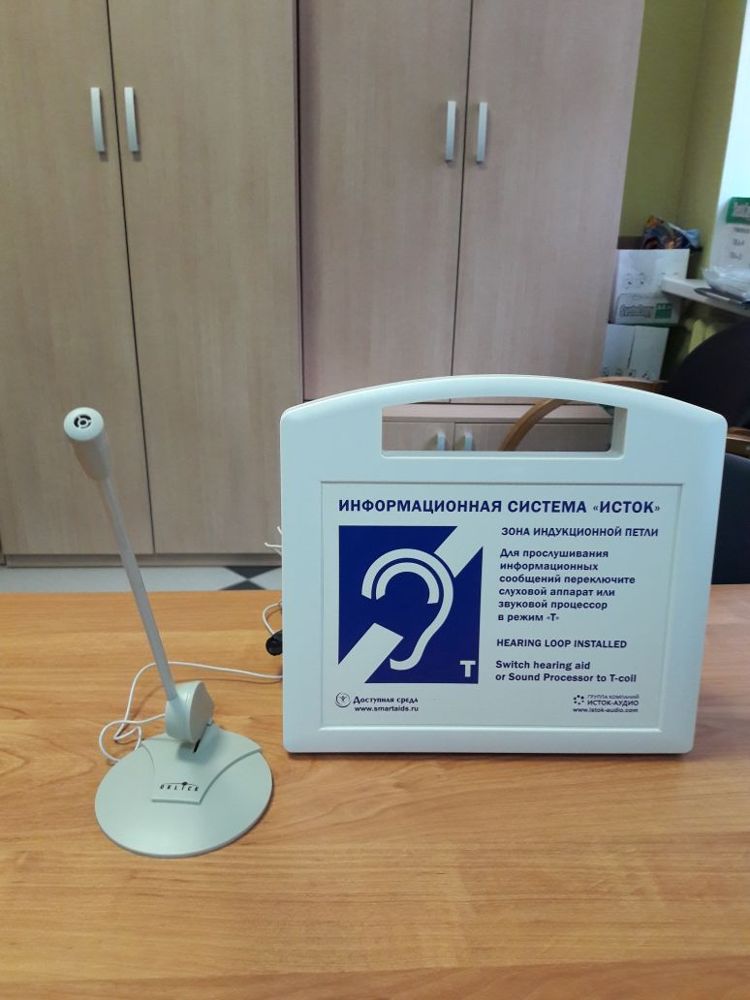 ИНФОРМАЦИОННАЯ СИСТЕМА «ИСТОК»
ЗОНА ИНДУКЦИОННОЙ ПЕТЛИ
Для прослушивания
информационных
сообщений переключите
слуховой аппарат или
звуковой процессор
в режим «Т»
HEARING LOOP INSTALLED
Switch hearing aid
or Sound Processor to T-coil
T
Доступная среда
www.smartaids.ru
ГРУППА КОМПАНИЙ
ИСТОК-АУДИО
www.istok-audio.com
OKLICK
SvetoCopy